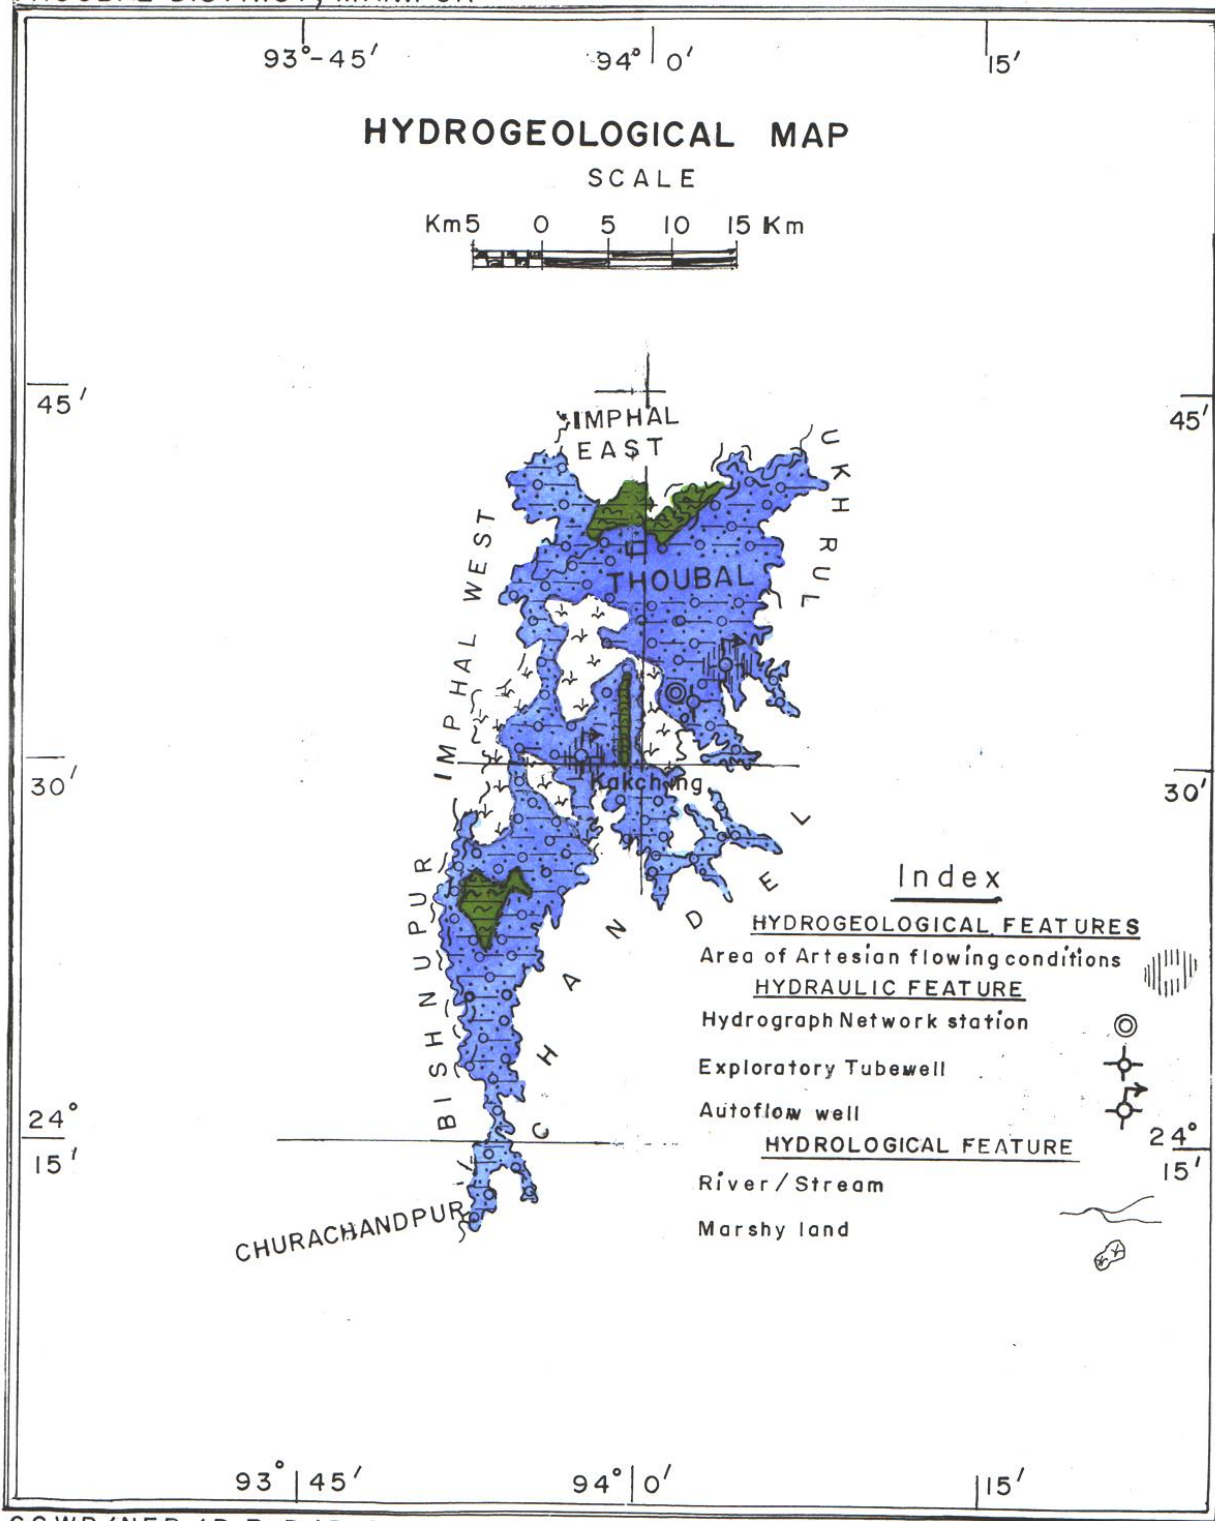 93°-45' 94° 0' 15'
HYDROGEOLOGICAL MAP
SCALE
Km5 0 5 10 15 Km
45' 45'
IMPHAL
EAST
UKHRUL
IMPHAL WEST
THOUBAL
30' 30'
Kakching
CHANDEL
BISHNUPUR
CHURACHANDPUR
Index
HYDROGEOLOGICAL FEATURES
Area of Artesian flowing conditions
HYDRAULIC FEATURE
Hydrograph Network station
Exploratory Tubewell
Autoflow well
HYDROLOGICAL FEATURE
River/Stream
Marshy land
24° 24°
15' 15'
93° 45' 94° 0' 15'